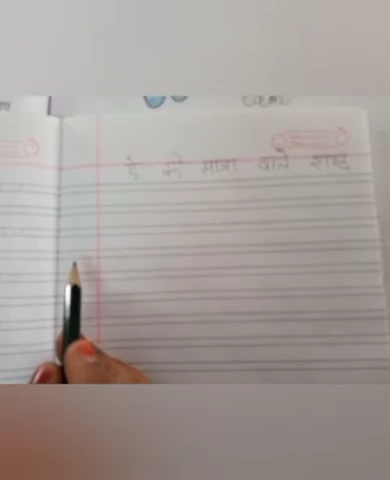 ऐ की मात्रा वाले शब्द